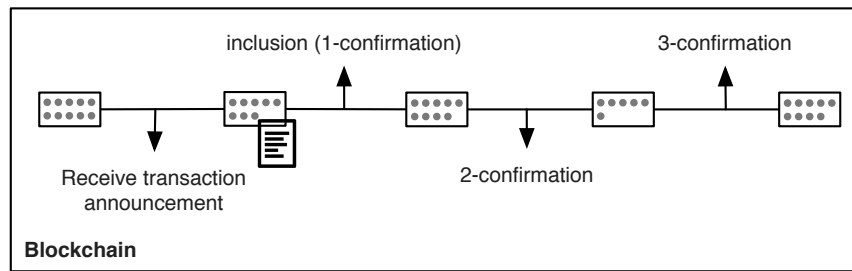 inclusion (1-confirmation)
3-confirmation
Receive transaction
announcement
2-confirmation
Blockchain